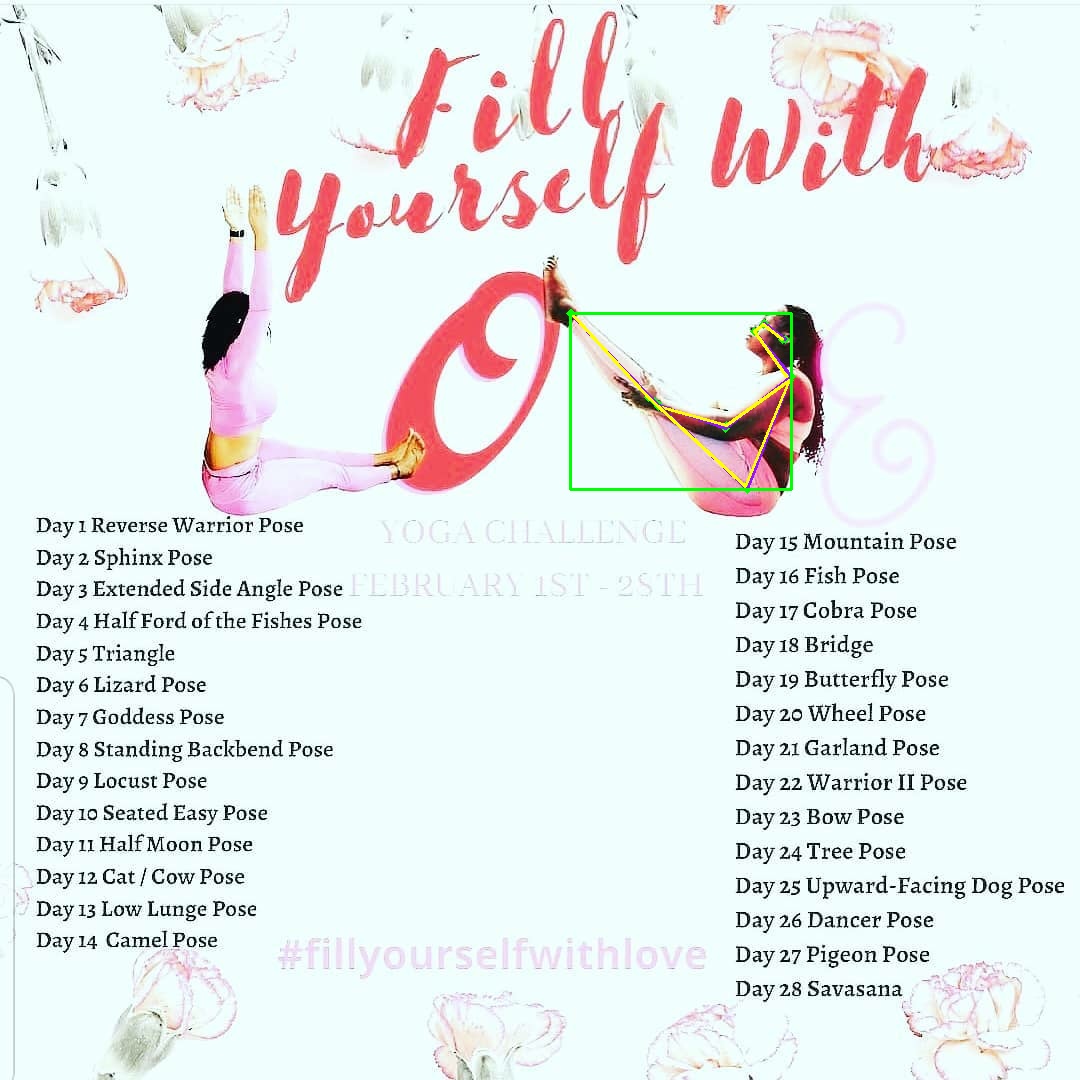 Fill
Yourself With
O E
YOGA CHALLENGE
FEBRUARY 1ST - 28TH
Day 1 Reverse Warrior Pose
Day 2 Sphinx Pose
Day 3 Extended Side Angle Pose
Day 4 Half Ford of the Fishes Pose
Day 5 Triangle
Day 6 Lizard Pose
Day 7 Goddess Pose
Day 8 Standing Backbend Pose
Day 9 Locust Pose
Day 10 Seated Easy Pose
Day 11 Half Moon Pose
Day 12 Cat / Cow Pose
Day 13 Low Lunge Pose
Day 14 Camel Pose
Day 15 Mountain Pose
Day 16 Fish Pose
Day 17 Cobra Pose
Day 18 Bridge
Day 19 Butterfly Pose
Day 20 Wheel Pose
Day 21 Garland Pose
Day 22 Warrior II Pose
Day 23 Bow Pose
Day 24 Tree Pose
Day 25 Upward-Facing Dog Pose
Day 26 Dancer Pose
Day 27 Pigeon Pose
Day 28 Savasana
#fillyourselfwithlove